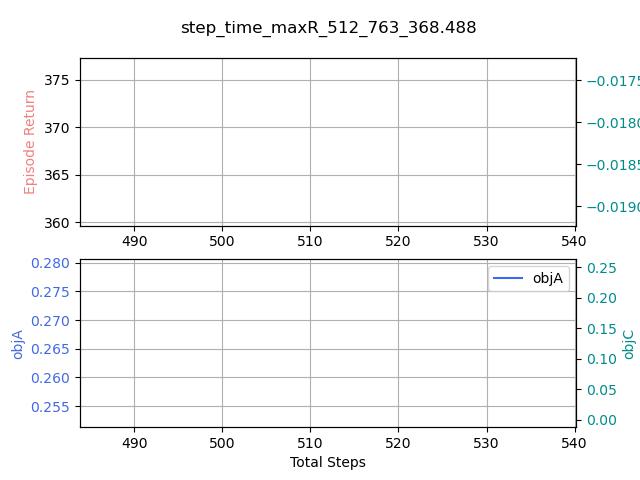 step_time_maxR_512_763_368.488
375
370
365
360
Episode Return
−0.0175
−0.0180
−0.0185
−0.0190
490 500 510 520 530 540
0.280
0.275
0.270
0.265
0.260
0.255
objA
objA
0.25
0.20
0.15
0.10
0.05
0.00
objC
490 500 510 520 530 540
Total Steps